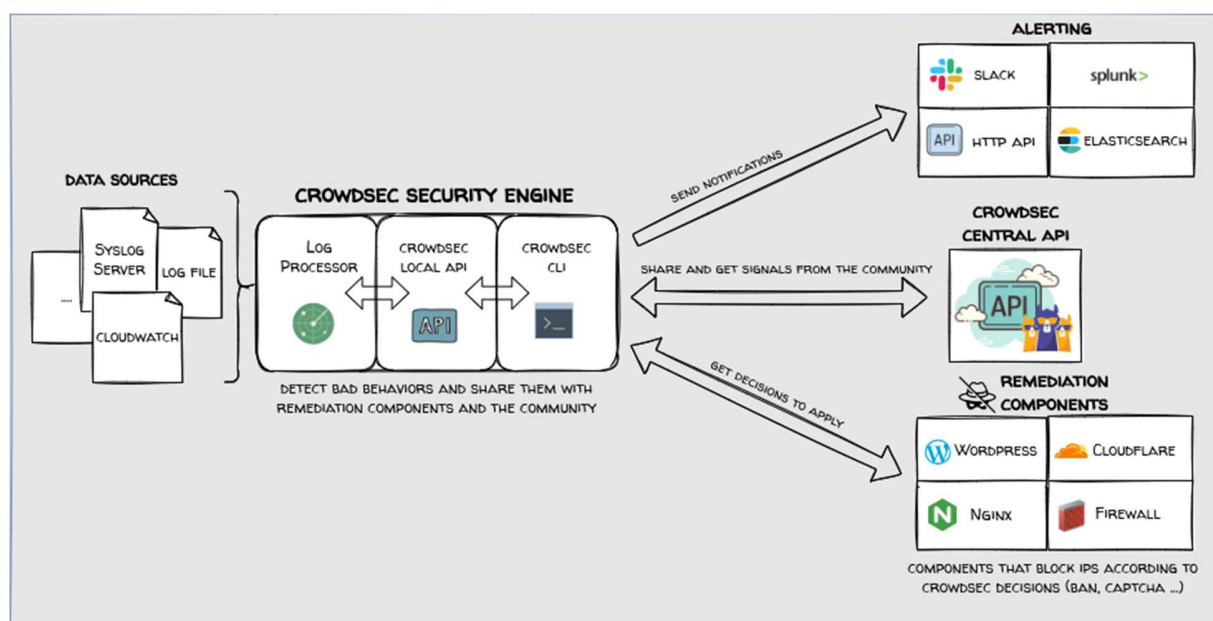 ALERTING
SLACK
splunk>
API
HTTP API
ELASTICSEARCH
SEND NOTIFICATIONS
DATA SOURCES
SYSLOG
SERVER
LOG FILE
....
CLOUDWATCH
CROWDSEC SECURITY ENGINE
LOG
PROCESSOR
CROWDSEC
LOCAL API
API
CROWDSEC
CLI
>_
DETECT BAD BEHAVIORS AND SHARE THEM WITH
REMEDIATION COMPONENTS AND THE COMMUNITY
CROWDSEC
CENTRAL API
SHARE AND GET SIGNALS FROM THE COMMUNITY
API
GET DECISIONS TO APPLY
REMEDIATION
COMPONENTS
WORDPRESS
CLOUDFLARE
NGINX
FIREWALL
COMPONENTS THAT BLOCK IPS ACCORDING TO
CROWDSEC DECISIONS (BAN, CAPTCHA ...)